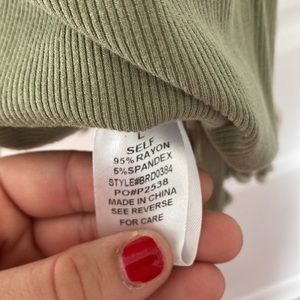 L
SELF
95% RAYON
5% SPANDEX
STYLE#BRD0384
PO#P2538
MADE IN CHINA
SEE REVERSE
FOR CARE